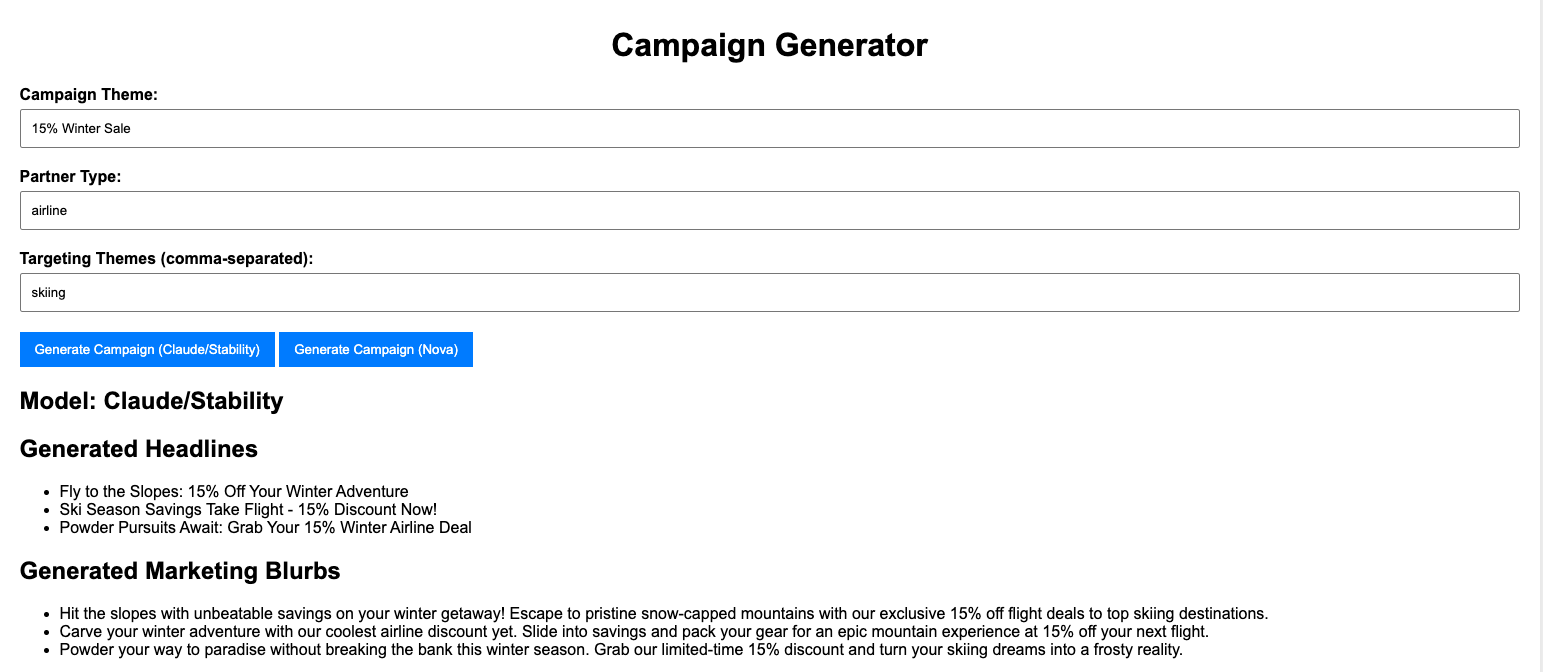 Campaign Generator
Campaign Theme:
15% Winter Sale
Partner Type:
airline
Targeting Themes (comma-separated):
skiing
Generate Campaign (Claude/Stability) Generate Campaign (Nova)
Model: Claude/Stability
Generated Headlines
• Fly to the Slopes: 15% Off Your Winter Adventure
• Ski Season Savings Take Flight - 15% Discount Now!
• Powder Pursuits Await: Grab Your 15% Winter Airline Deal
Generated Marketing Blurbs
• Hit the slopes with unbeatable savings on your winter getaway! Escape to pristine snow-capped mountains with our exclusive 15% off flight deals to top skiing destinations.
• Carve your winter adventure with our coolest airline discount yet. Slide into savings and pack your gear for an epic mountain experience at 15% off your next flight.
• Powder your way to paradise without breaking the bank this winter season. Grab our limited-time 15% discount and turn your skiing dreams into a frosty reality.